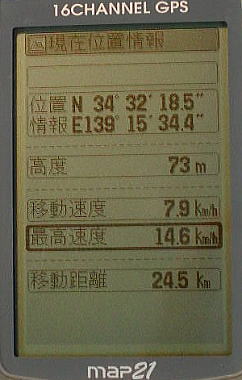 16CHANNEL GPS
現在位置情報
位置 N 34° 32' 18.5"
情報 E139° 15' 34.4"
高度 73 m
移動速度 7.9 Km/h
最高速度 14.6 Km/h
移動距離 24.5 Km
map21